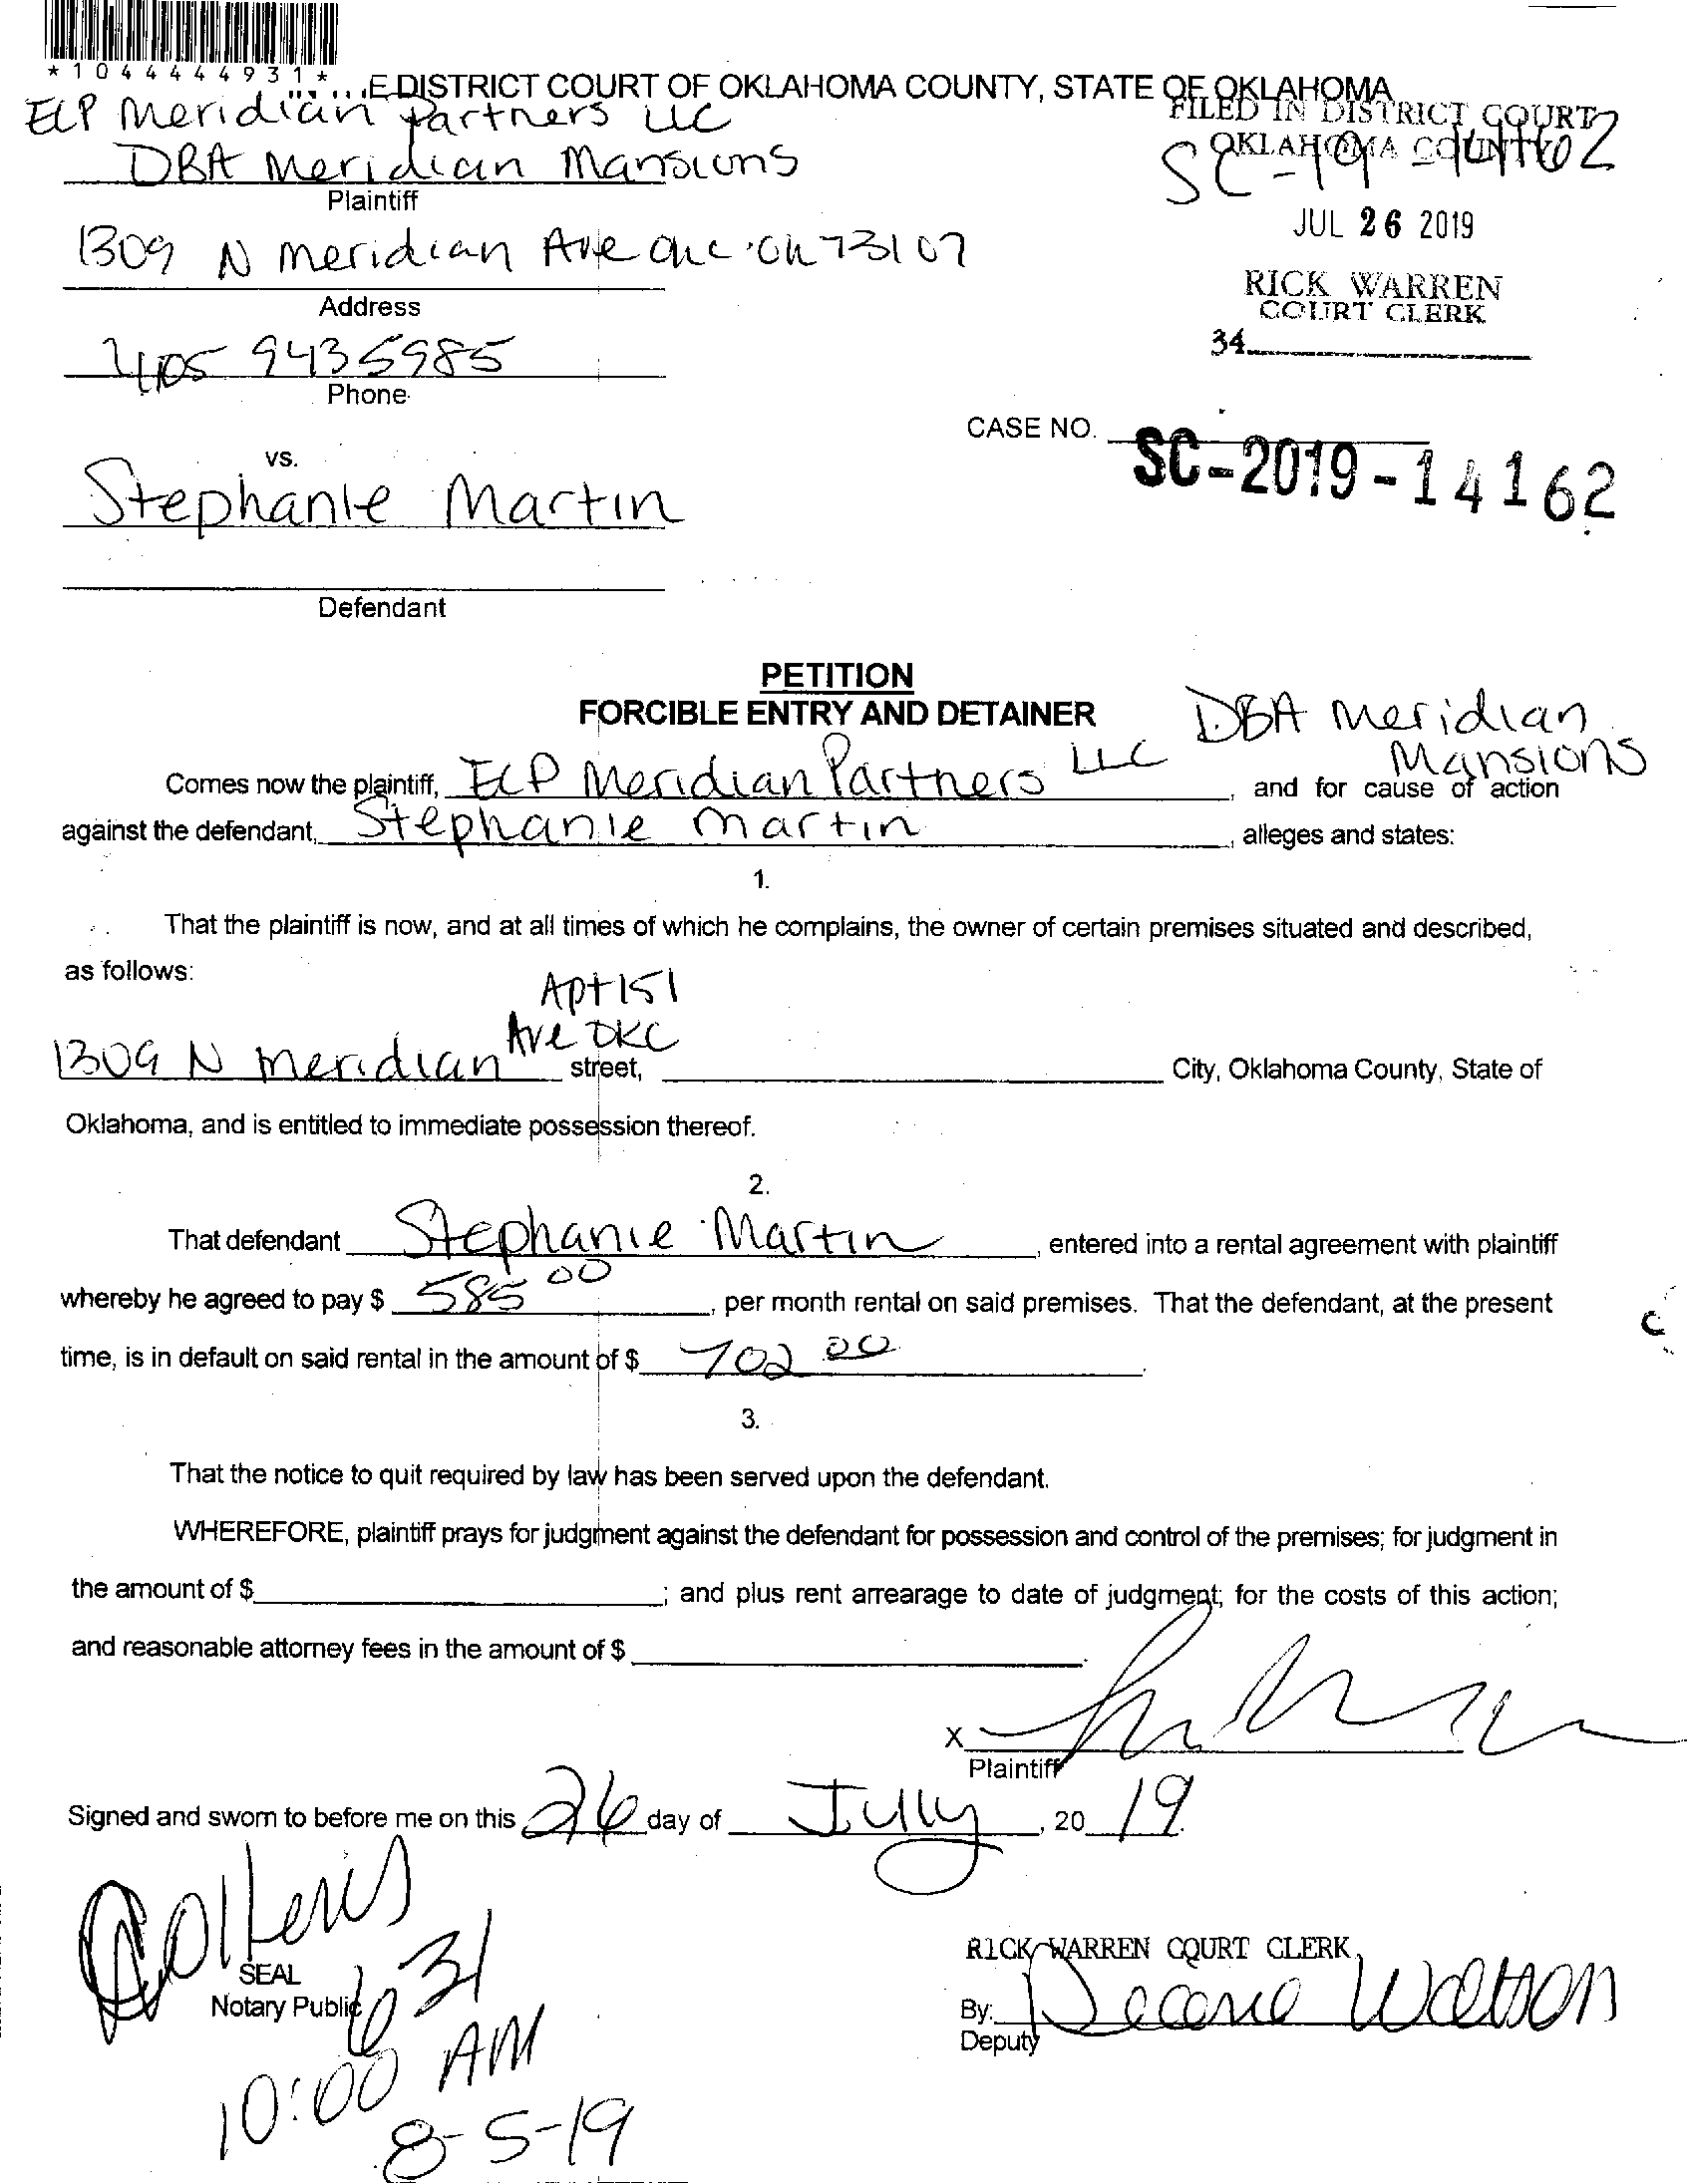 *1044444931*
E DISTRICT COURT OF OKLAHOMA COUNTY, STATE OF OKLAHOMA
FILED IN DISTRICT COURT
OKLAHOMA COUNTY
ECP Meridian Partners LLC
DBA Meridian Mansions
SC-19-14162
Plaintiff
JUL 26 2019
1309 N Meridian Ave OKC OK 73107
RICK WARREN
COURT CLERK
Address
34
405 9435985
Phone
CASE NO. SC-2019-14162
vs.
Stephanie Martin
Defendant
PETITION
FORCIBLE ENTRY AND DETAINER
DBA Meridian
Mansions
Comes now the plaintiff, ECP Meridian Partners LLC, and for cause of action
against the defendant, Stephanie Martin, alleges and states:
1.
That the plaintiff is now, and at all times of which he complains, the owner of certain premises situated and described,
as follows:
Apt 151
Ave OKC
1309 N Meridian street, City, Oklahoma County, State of
Oklahoma, and is entitled to immediate possession thereof.
2.
That defendant Stephanie Martin, entered into a rental agreement with plaintiff
whereby he agreed to pay $ 585 00, per month rental on said premises. That the defendant, at the present
time, is in default on said rental in the amount of $ 702 00.
3.
That the notice to quit required by law has been served upon the defendant.
WHEREFORE, plaintiff prays for judgment against the defendant for possession and control of the premises; for judgment in
the amount of $ ; and plus rent arrearage to date of judgment; for the costs of this action;
and reasonable attorney fees in the amount of $ .
X
Plaintiff
Signed and sworn to before me on this 26 day of July, 20 19.
SEAL
Notary Public
631
10:00 AM
8-5-19
RICK WARREN COURT CLERK
By: Watson
Deputy